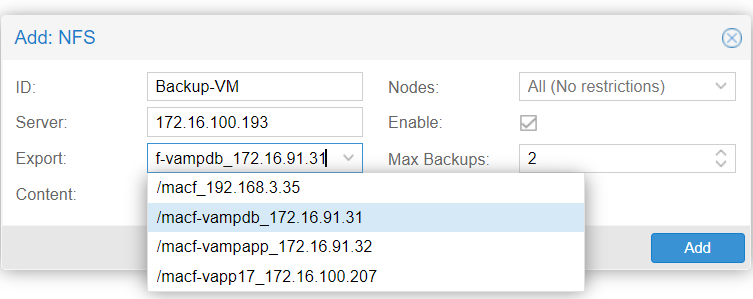 Add: NFS
ID: Backup-VM Nodes: All (No restrictions)
Server: 172.16.100.193 Enable:
Export: f-vampdb_172.16.91.31 Max Backups: 2
Content: /macf_192.168.3.35
/macf-vampdb_172.16.91.31
/macf-vampapp_172.16.91.32
/macf-vapp17_172.16.100.207
Add